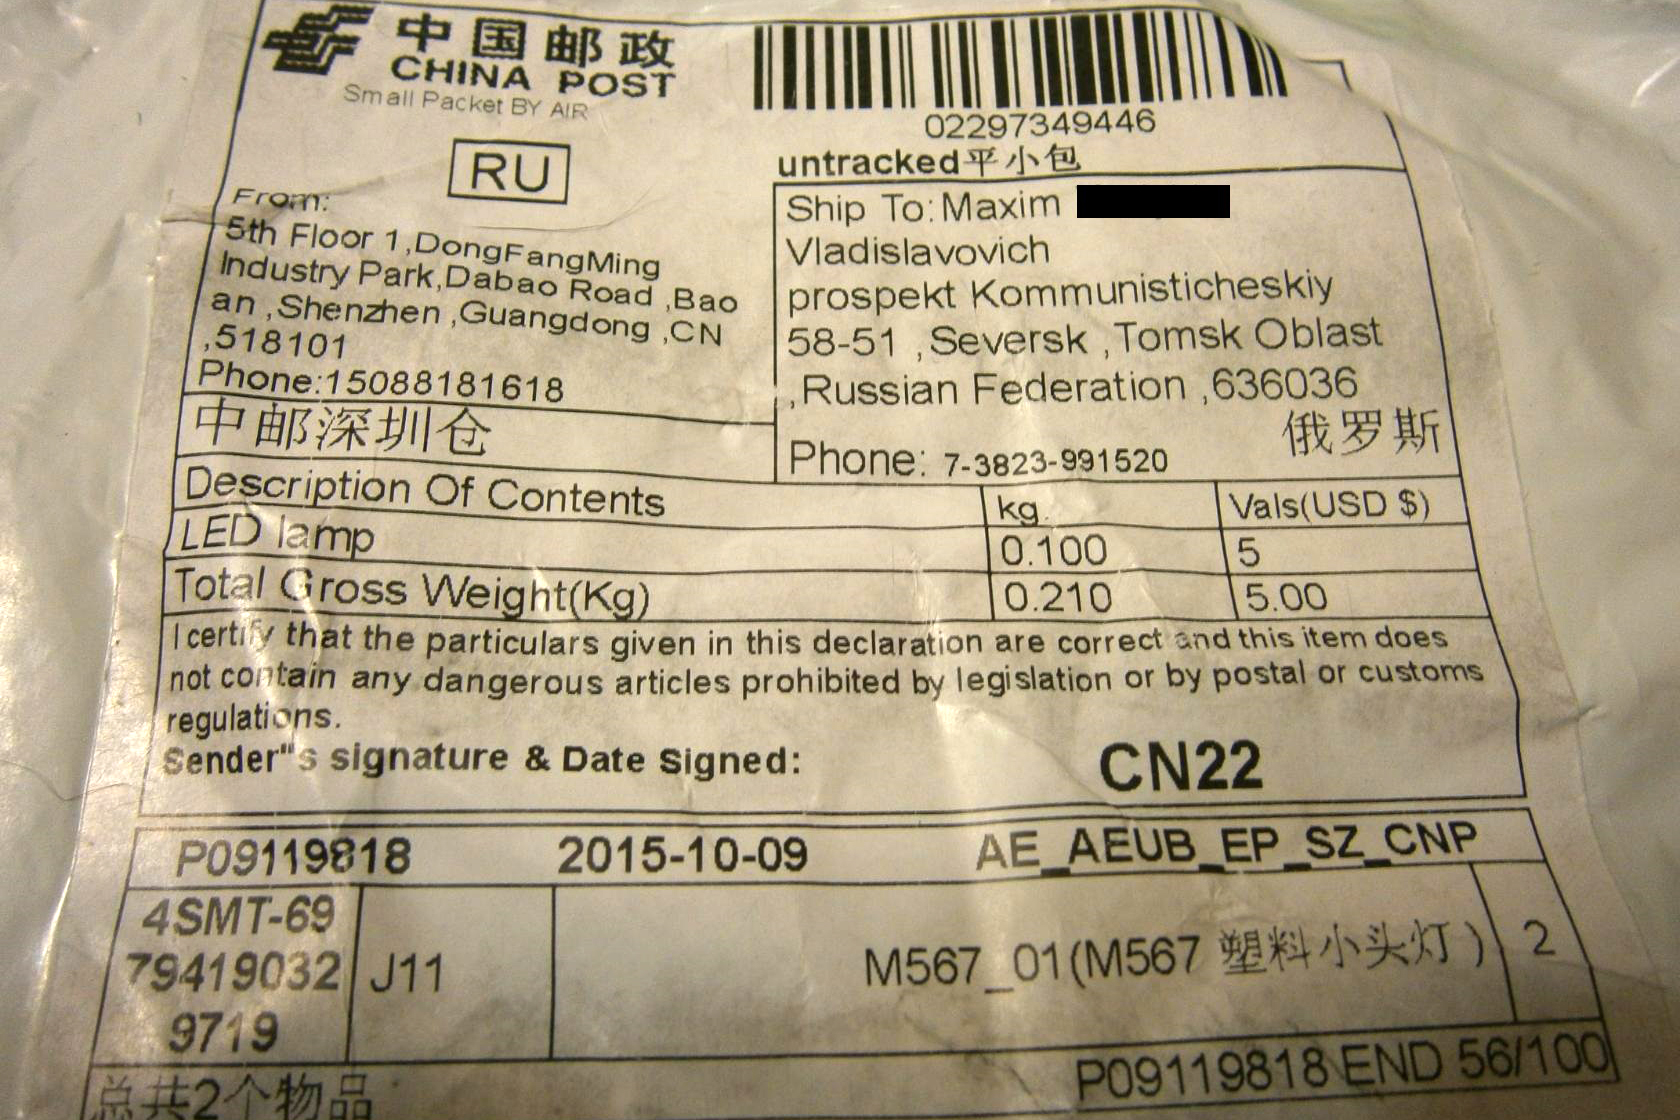 中国邮政
CHINA POST
Small Packet BY AIR
02297349446
untracked平小包
RU
From:
5th Floor 1,DongFangMing
Industry Park,Dabao Road ,Bao
an ,Shenzhen ,Guangdong ,CN
,518101
Phone:15088181618
中邮深圳仓
Ship To:Maxim
Vladislavovich
prospekt Kommunisticheskiy
58-51 ,Seversk ,Tomsk Oblast
,Russian Federation ,636036
俄罗斯
Phone: 7-3823-991520
Description Of Contents kg. Vals(USD $)
LED lamp 0.100 5
Total Gross Weight(Kg) 0.210 5.00
I certify that the particulars given in this declaration are correct and this item does
not contain any dangerous articles prohibited by legislation or by postal or customs
regulations.
Sender"s signature & Date Signed: CN22
P09119818 2015-10-09 AE_AEUB_EP_SZ_CNP
4SMT-69
79419032
9719
J11
M567_01(M567 塑料小头灯) 2
P09119818 END 56/100
总共2个物品